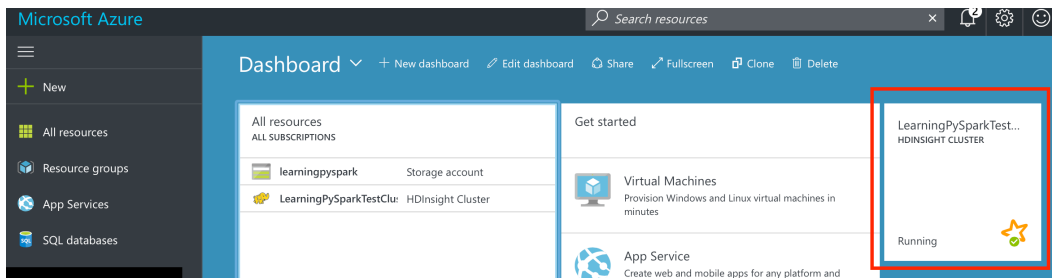 Microsoft Azure
Search resources
2
Dashboard
New dashboard
Edit dashboard
Share
Fullscreen
Clone
Delete
New
All resources
Resource groups
App Services
SQL databases
SQL
All resources
ALL SUBSCRIPTIONS
learningpyspark Storage account
LearningPySparkTestClu HDInsight Cluster
Get started
Virtual Machines
Provision Windows and Linux virtual machines in
minutes
App Service
Create web and mobile apps for any platform and
LearningPySparkTest...
HDINSIGHT CLUSTER
Running